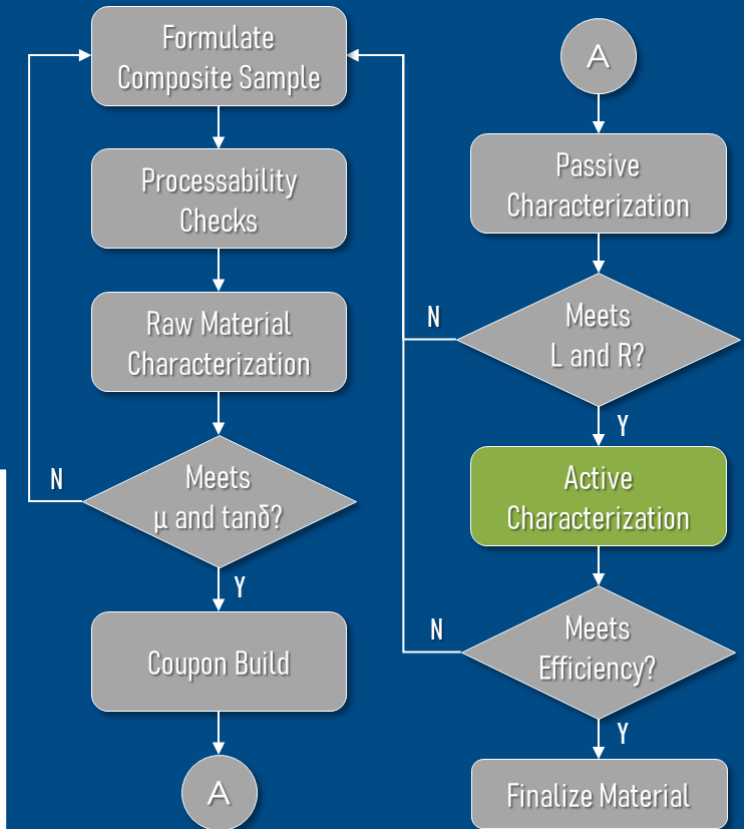 Formulate
Composite Sample
Processability
Checks
Raw Material
Characterization
Meets
μ and tanδ?
N
Y
Coupon Build
A
A
Passive
Characterization
Meets
L and R?
N
Y
Active
Characterization
Meets
Efficiency?
N
Y
Finalize Material